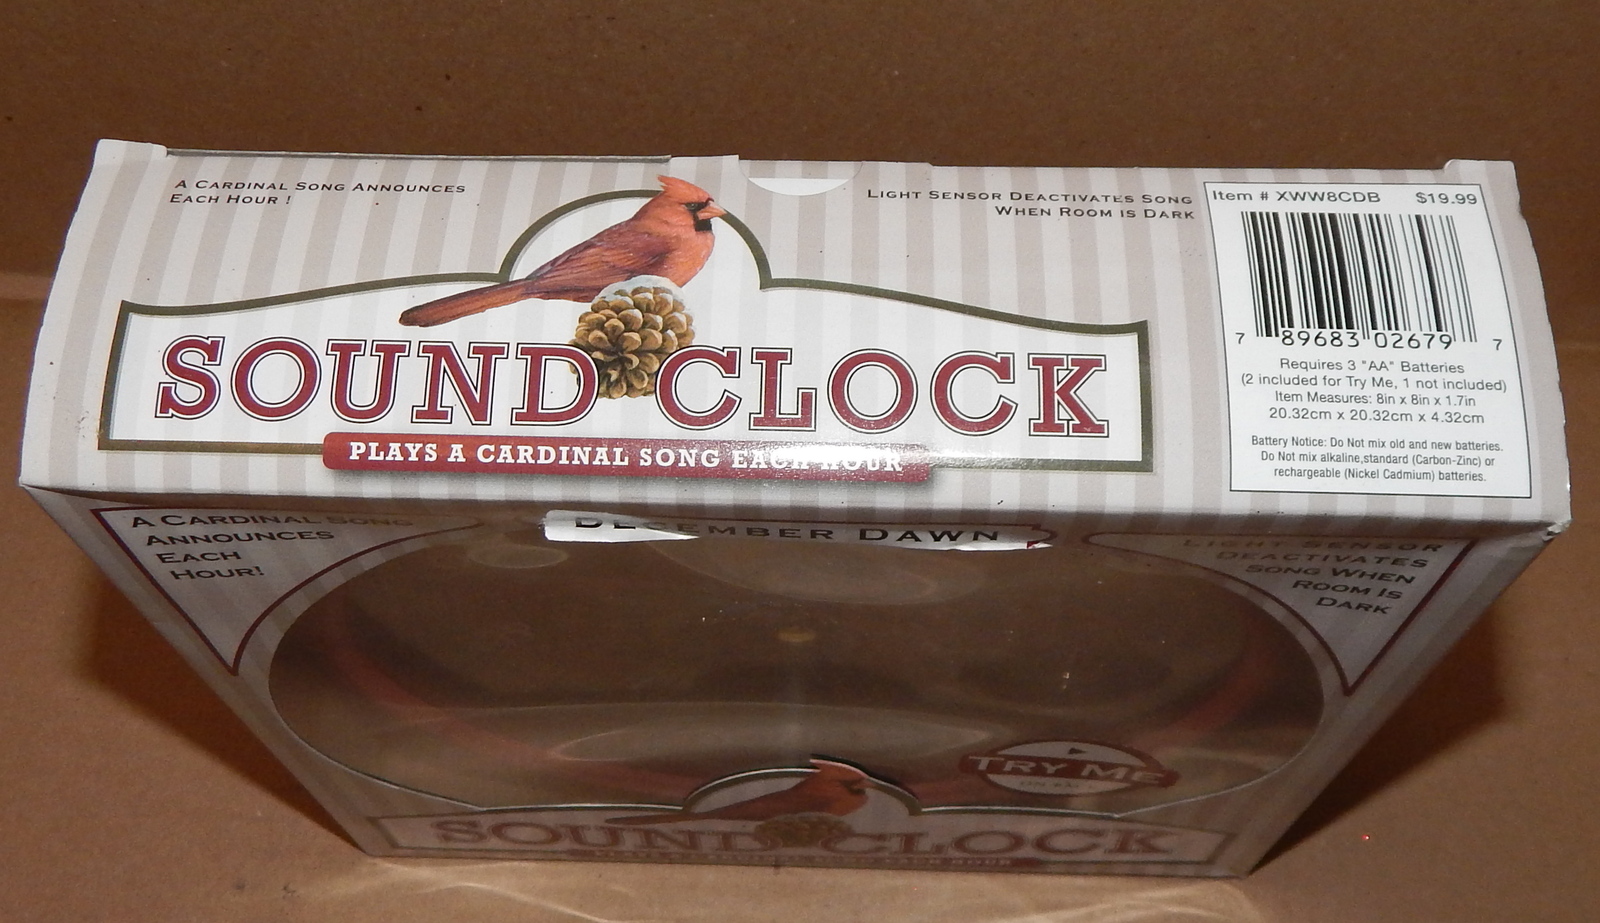 A CARDINAL SONG ANNOUNCES
EACH HOUR !
LIGHT SENSOR DEACTIVATES SONG
WHEN ROOM IS DARK
SOUND CLOCK
PLAYS A CARDINAL SONG EACH HOUR
Item # XWW8CDB $19.99
7 89683 02679 7
Requires 3 "AA" Batteries
(2 included for Try Me, 1 not included)
Item Measures: 8in x 8in x 1.7in
20.32cm x 20.32cm x 4.32cm
Battery Notice: Do Not mix old and new batteries.
Do Not mix alkaline,standard (Carbon-Zinc) or
rechargeable (Nickel Cadmium) batteries.
A CARDINAL SONG
ANNOUNCES
EACH
HOUR!
DECEMBER DAWN
LIGHT SENSOR
DEACTIVATES
SONG WHEN
ROOM IS
DARK
TRY ME
SOUND CLOCK
EACH HOUR